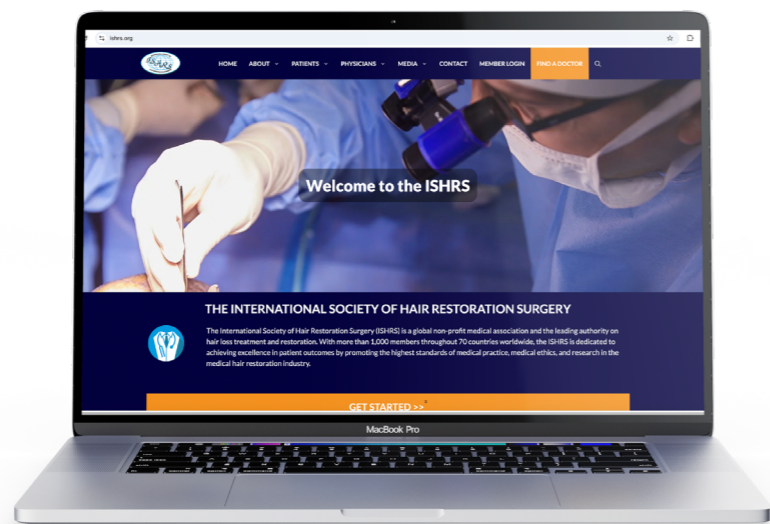 ishrs.org
ISHRS
HOME ABOUT PATIENTS PHYSICIANS MEDIA CONTACT MEMBER LOGIN FIND A DOCTOR
Welcome to the ISHRS
THE INTERNATIONAL SOCIETY OF HAIR RESTORATION SURGERY
The International Society of Hair Restoration Surgery (ISHRS) is a global non-profit medical association and the leading authority on
hair loss treatment and restoration. With more than 1,000 members throughout 70 countries worldwide, the ISHRS is dedicated to
achieving excellence in patient outcomes by promoting the highest standards of medical practice, medical ethics, and research in the
medical hair restoration industry.
GET STARTED >>
MacBook Pro